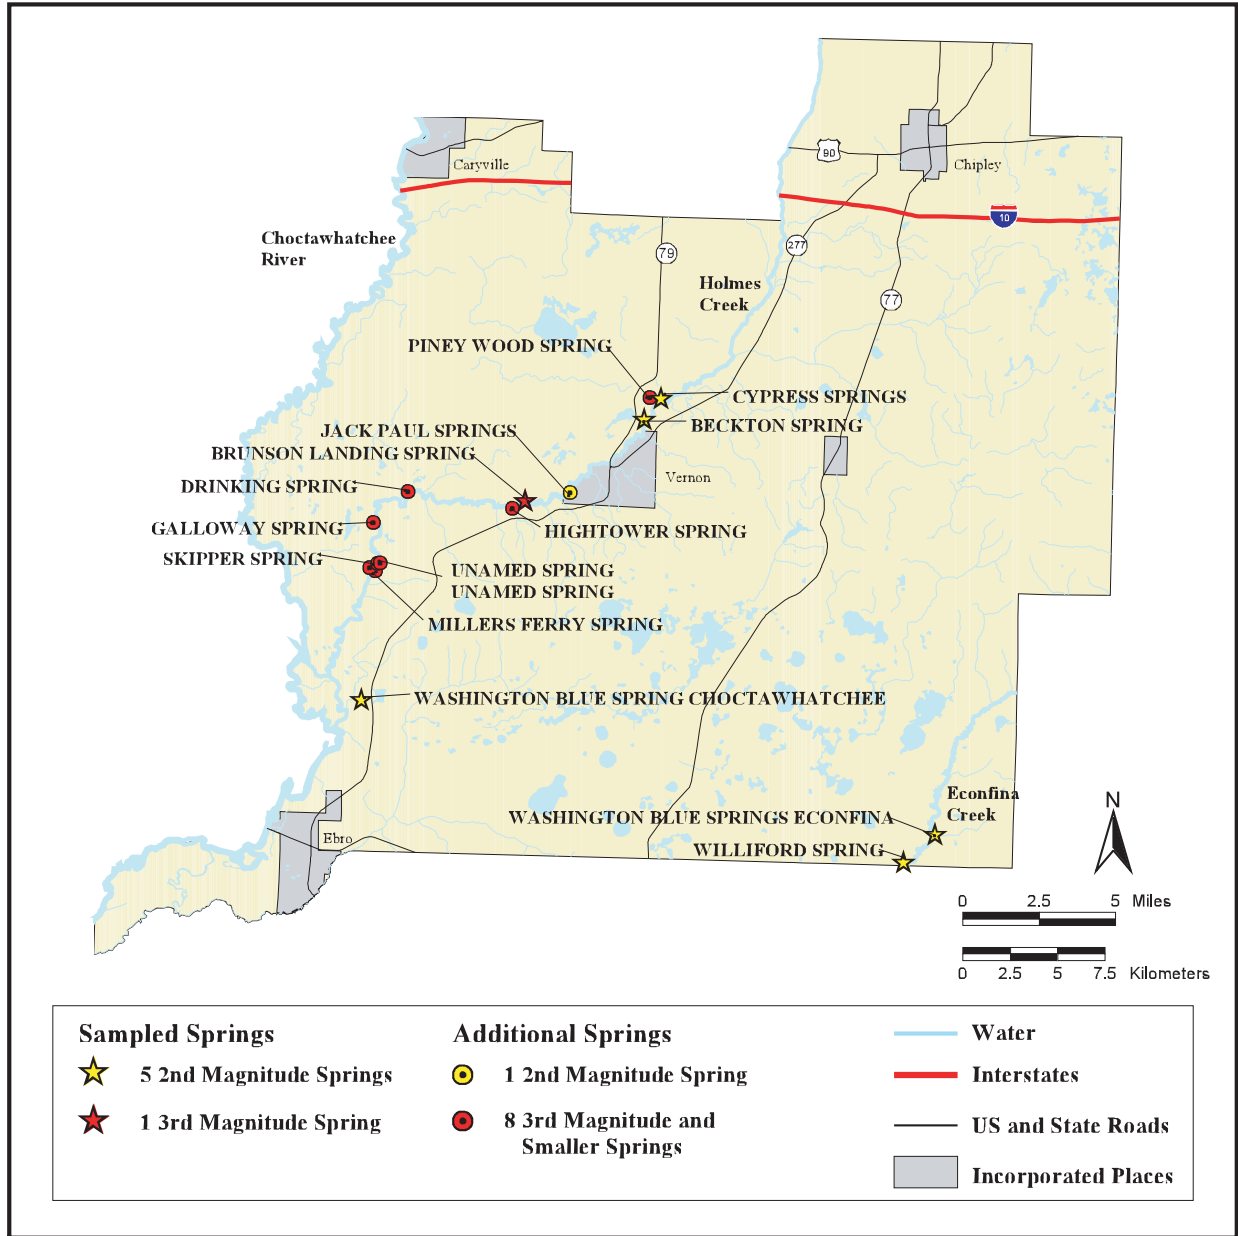 90
Caryville
Chipley
10
Choctawhatchee
River
79
277
Holmes
Creek
77
PINEY WOOD SPRING
CYPRESS SPRINGS
BECKTON SPRING
JACK PAUL SPRINGS
BRUNSON LANDING SPRING
DRINKING SPRING
Vernon
GALLOWAY SPRING
HIGHTOWER SPRING
SKIPPER SPRING
UNAMED SPRING
UNAMED SPRING
MILLERS FERRY SPRING
WASHINGTON BLUE SPRING CHOCTAWHATCHEE
Econfina
Creek
WASHINGTON BLUE SPRINGS ECONFINA
WILLIFORD SPRING
Ebro
N
0 2.5 5 Miles
0 2.5 5 7.5 Kilometers
Sampled Springs
5 2nd Magnitude Springs
1 3rd Magnitude Spring
Additional Springs
1 2nd Magnitude Spring
8 3rd Magnitude and
Smaller Springs
Water
Interstates
US and State Roads
Incorporated Places